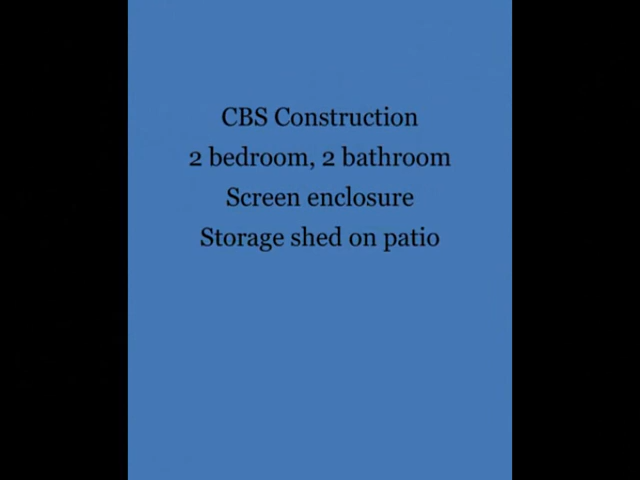 CBS Construction
2 bedroom, 2 bathroom
Screen enclosure
Storage shed on patio